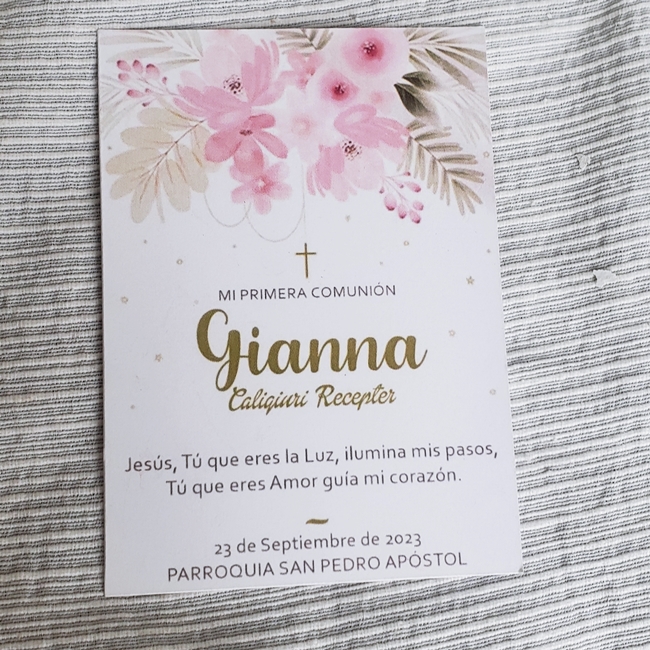 MI PRIMERA COMUNIÓN
Gianna
Caligiuri Recepter
Jesús, Tú que eres la Luz, ilumina mis pasos,
Tú que eres Amor guía mi corazón.
23 de Septiembre de 2023
PARROQUIA SAN PEDRO APÓSTOL